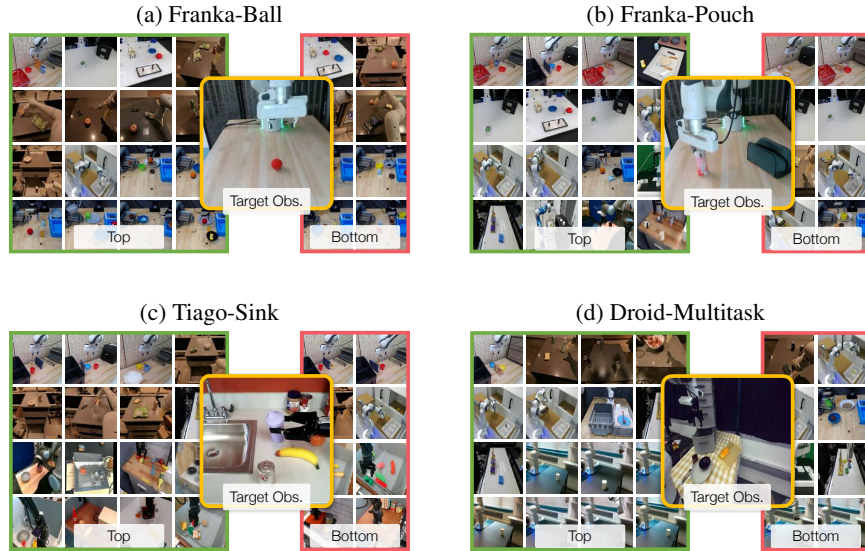 (a) Franka-Ball
(b) Franka-Pouch
Target Obs.
Top
Bottom
Target Obs.
Top
Bottom
(c) Tiago-Sink
(d) Droid-Multitask
Target Obs.
Top
Bottom
Target Obs.
Top
Bottom